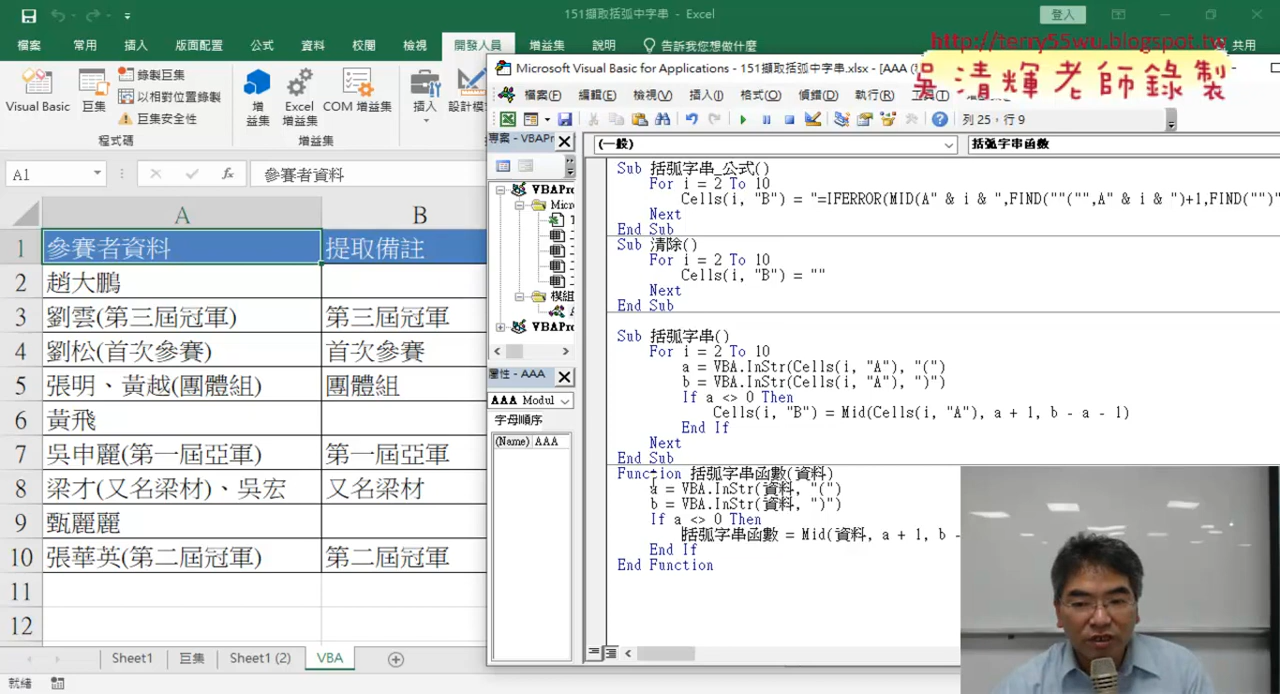 151擷取括弧中字串 - Excel
登入
檔案 常用 插入 版面配置 公式 資料 校閱 檢視 開發人員 增益集 說明 告訴我您想做什麼 共用
http://terry55wu.blogspot.tw
吳清輝老師錄製
Visual Basic 巨集 錄製巨集 以相對位置錄製 巨集安全性
程式碼
增益集 Excel 增益集 COM 增益集
增益集
插入 設計模
Microsoft Visual Basic for Applications - 151擷取括弧中字串.xlsx - [AAA
檔案(F) 編輯(E) 檢視(V) 插入(I) 格式(O) 偵錯(D) 執行(R)
列 25，行 9
A1 fx 參賽者資料
專案 - VBAPr
VBAPro
Micr
模組
VBAPro
屬性 - AAA
AAA Modul
字母順序
(Name) AAA
(一般) 括弧字串函數
Sub 括弧字串_公式()
For i = 2 To 10
Cells(i, "B") = "=IFERROR(MID(A" & i & ",FIND(""("",A" & i & ")+1,FIND("")"
Next
End Sub
Sub 清除()
For i = 2 To 10
Cells(i, "B") = ""
Next
End Sub
Sub 括弧字串()
For i = 2 To 10
a = VBA.InStr(Cells(i, "A"), "(")
b = VBA.InStr(Cells(i, "A"), ")")
If a <> 0 Then
Cells(i, "B") = Mid(Cells(i, "A"), a + 1, b - a - 1)
End If
Next
End Sub
Function 括弧字串函數(資料)
a = VBA.InStr(資料, "(")
b = VBA.InStr(資料, ")")
If a <> 0 Then
括弧字串函數 = Mid(資料, a + 1, b -
End If
End Function
A B
1 參賽者資料 提取備註
2 趙大鵬
3 劉雲(第三屆冠軍) 第三屆冠軍
4 劉松(首次參賽) 首次參賽
5 張明、黃越(團體組) 團體組
6 黃飛
7 吳申麗(第一屆亞軍) 第一屆亞軍
8 梁才(又名梁材)、吳宏 又名梁材
9 甄麗麗
10 張華英(第二屆冠軍) 第二屆冠軍
11
12
Sheet1 巨集 Sheet1 (2) VBA
就緒